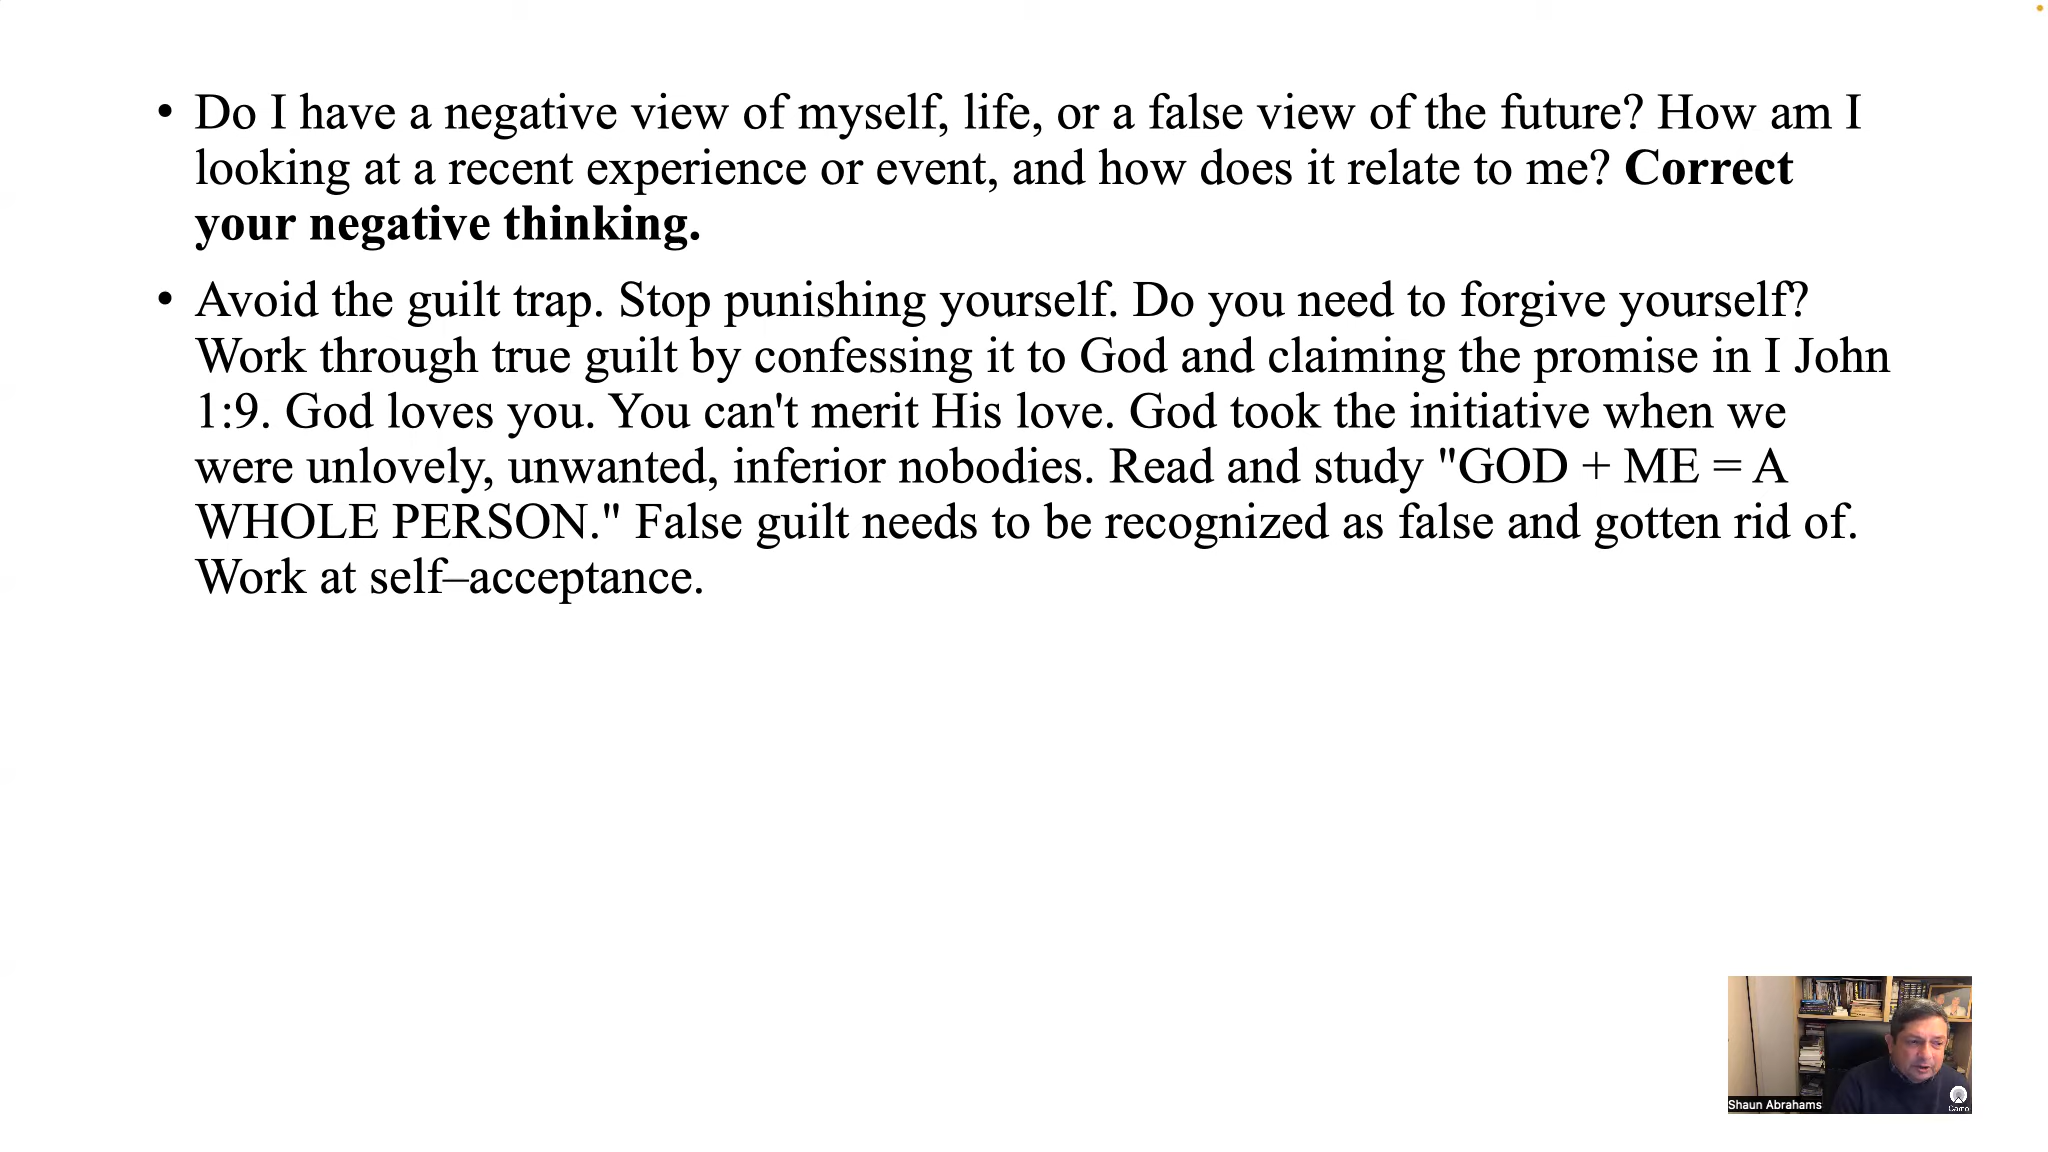 • Do I have a negative view of myself, life, or a false view of the future? How am I
looking at a recent experience or event, and how does it relate to me? Correct
your negative thinking.
• Avoid the guilt trap. Stop punishing yourself. Do you need to forgive yourself?
Work through true guilt by confessing it to God and claiming the promise in I John
1:9. God loves you. You can't merit His love. God took the initiative when we
were unlovely, unwanted, inferior nobodies. Read and study "GOD + ME = A
WHOLE PERSON." False guilt needs to be recognized as false and gotten rid of.
Work at self–acceptance.
Shaun Abrahams